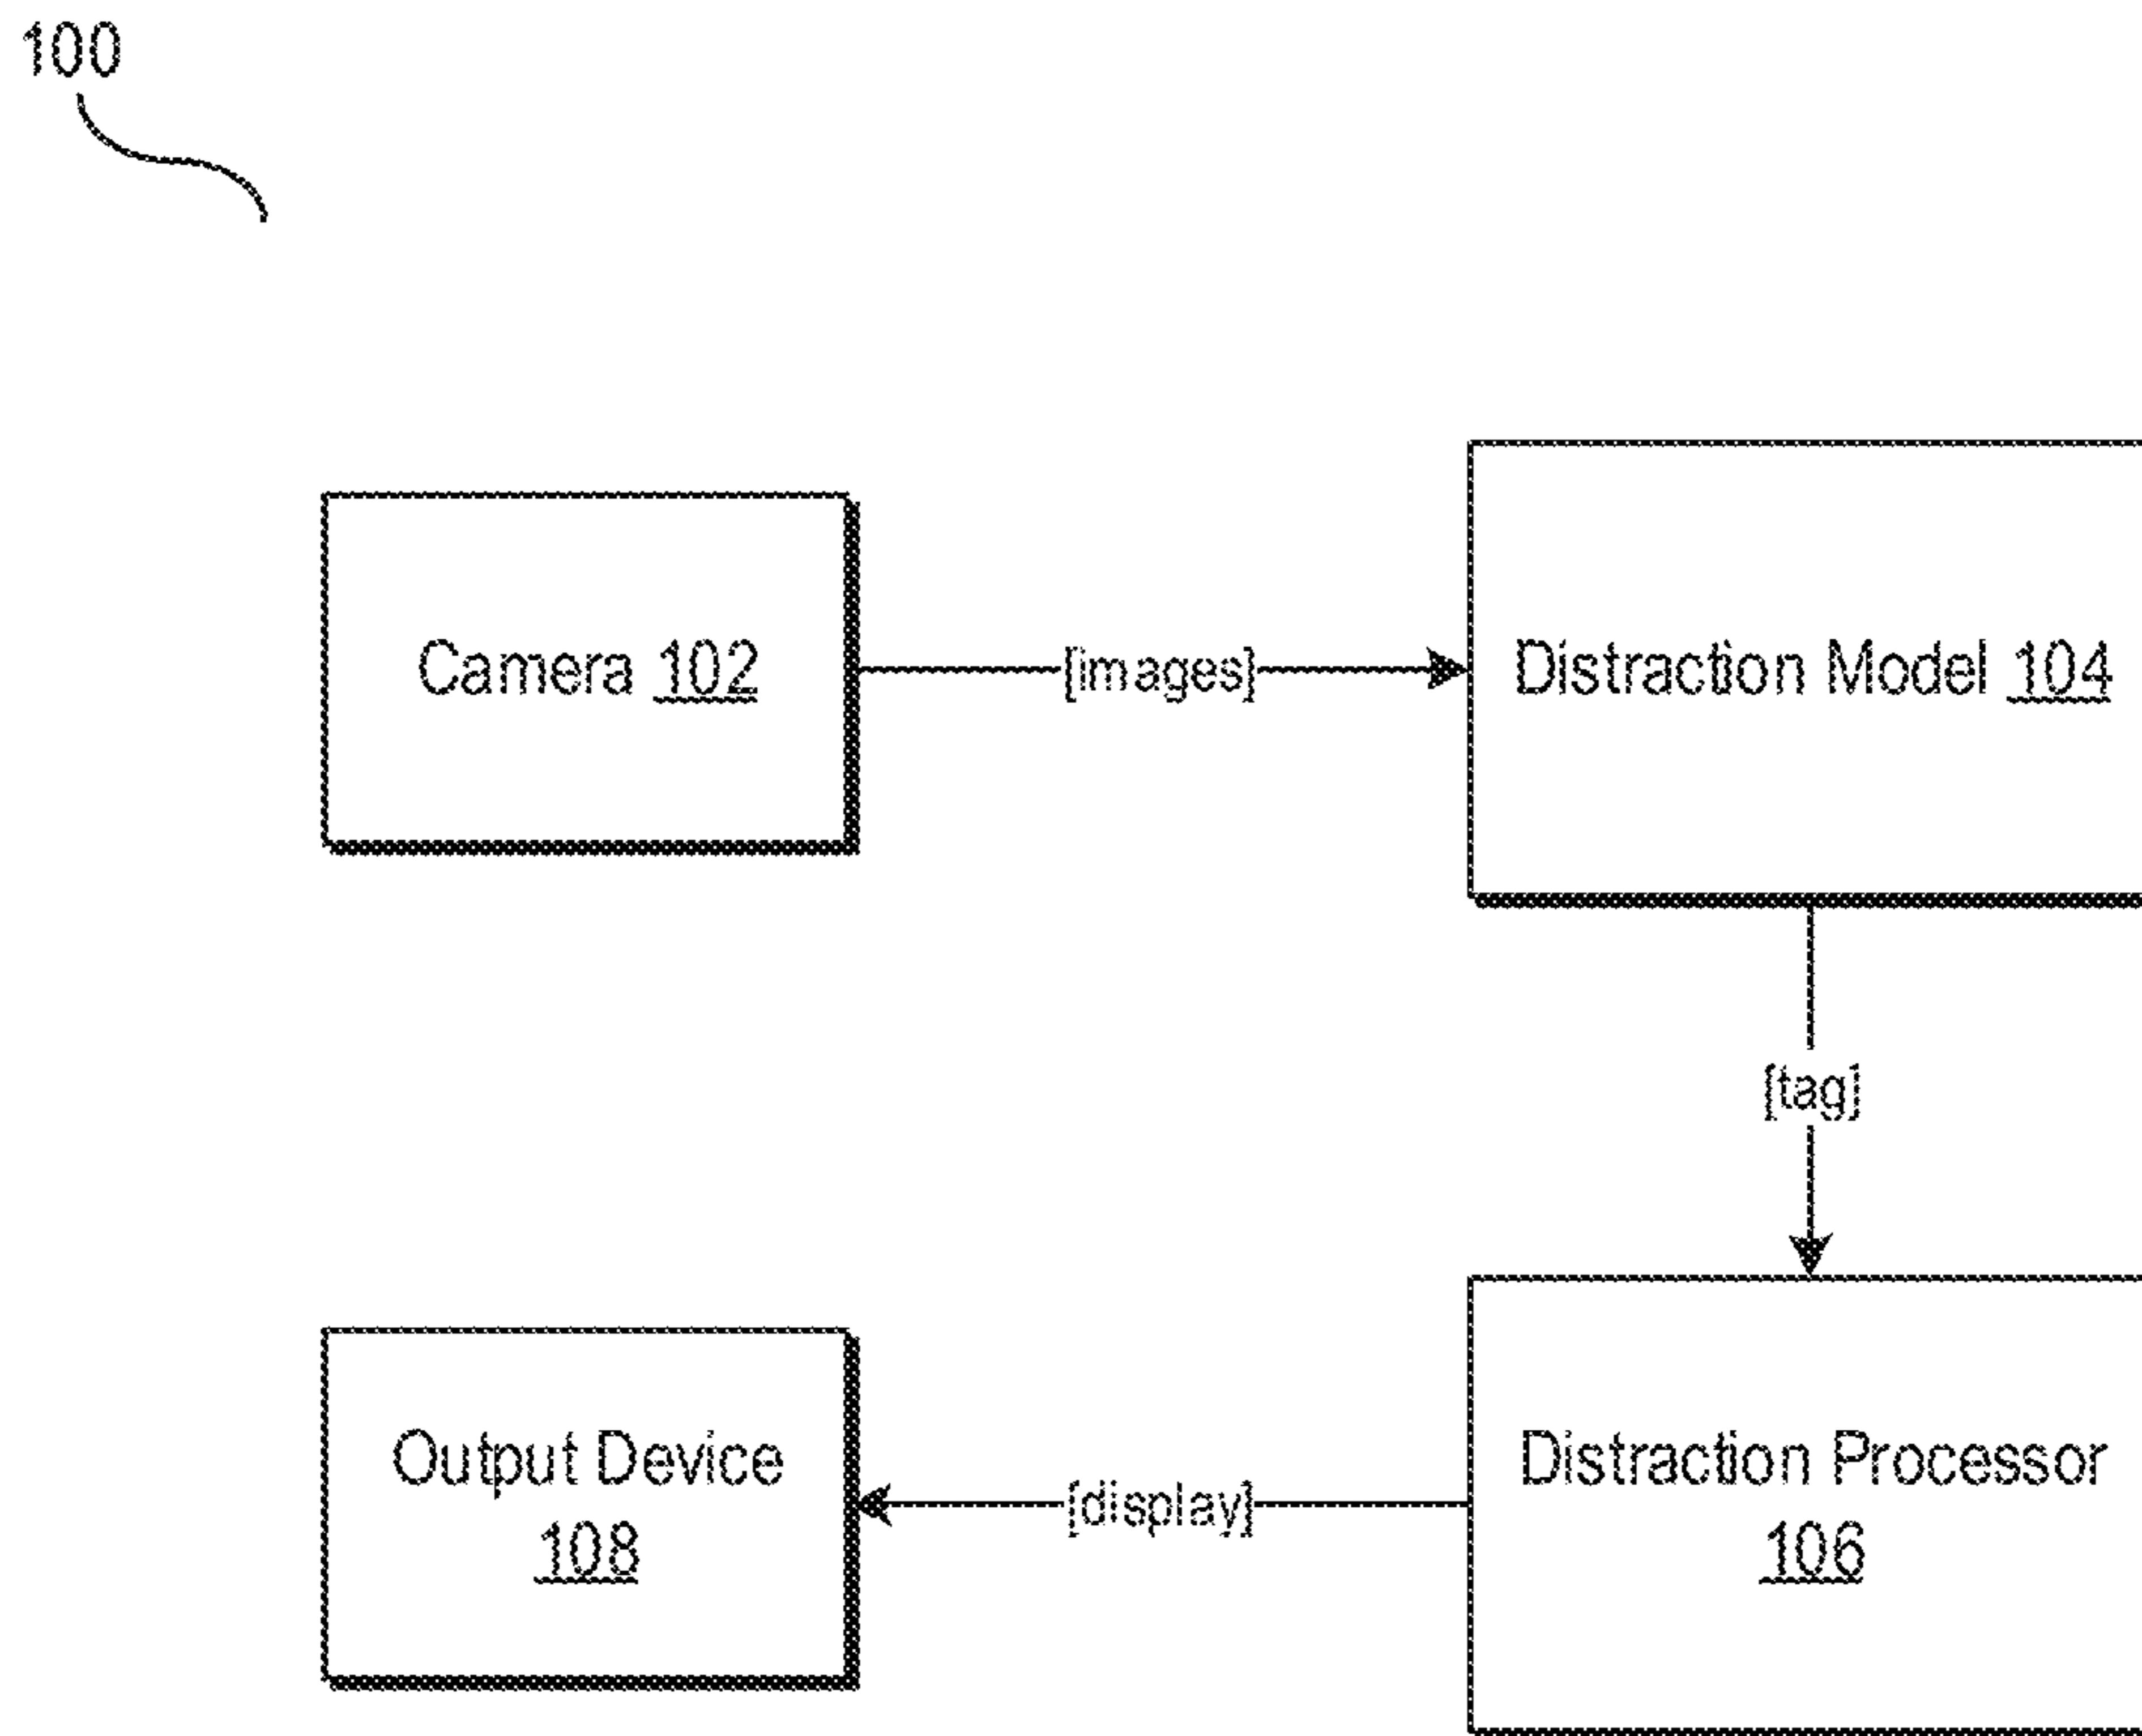 100
Camera 102
[images]
Distraction Model 104
[tag]
Output Device
108
[display]
Distraction Processor
106